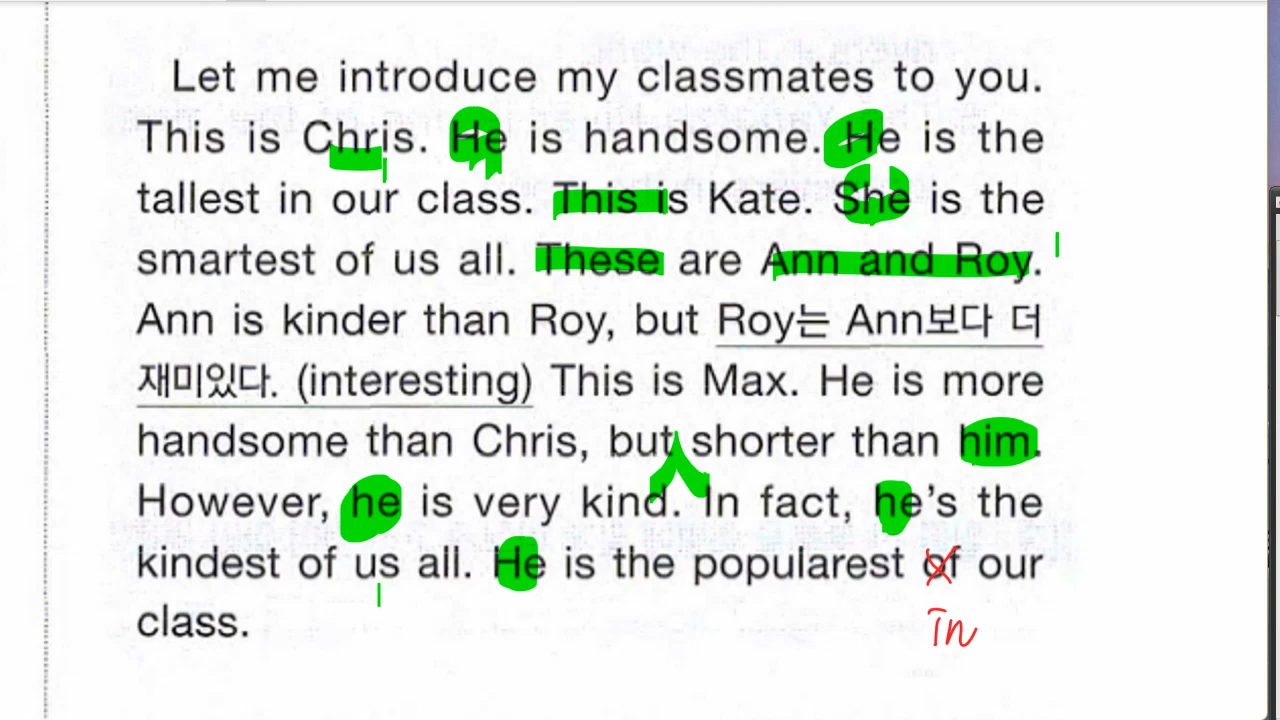 Let me introduce my classmates to you.
This is Chris. He is handsome. He is the
tallest in our class. This is Kate. She is the
smartest of us all. These are Ann and Roy.
Ann is kinder than Roy, but Roy는 Ann보다 더
재미있다. (interesting) This is Max. He is more
handsome than Chris, but shorter than him.
However, he is very kind. In fact, he's the
kindest of us all. He is the popularest of our
class.
in